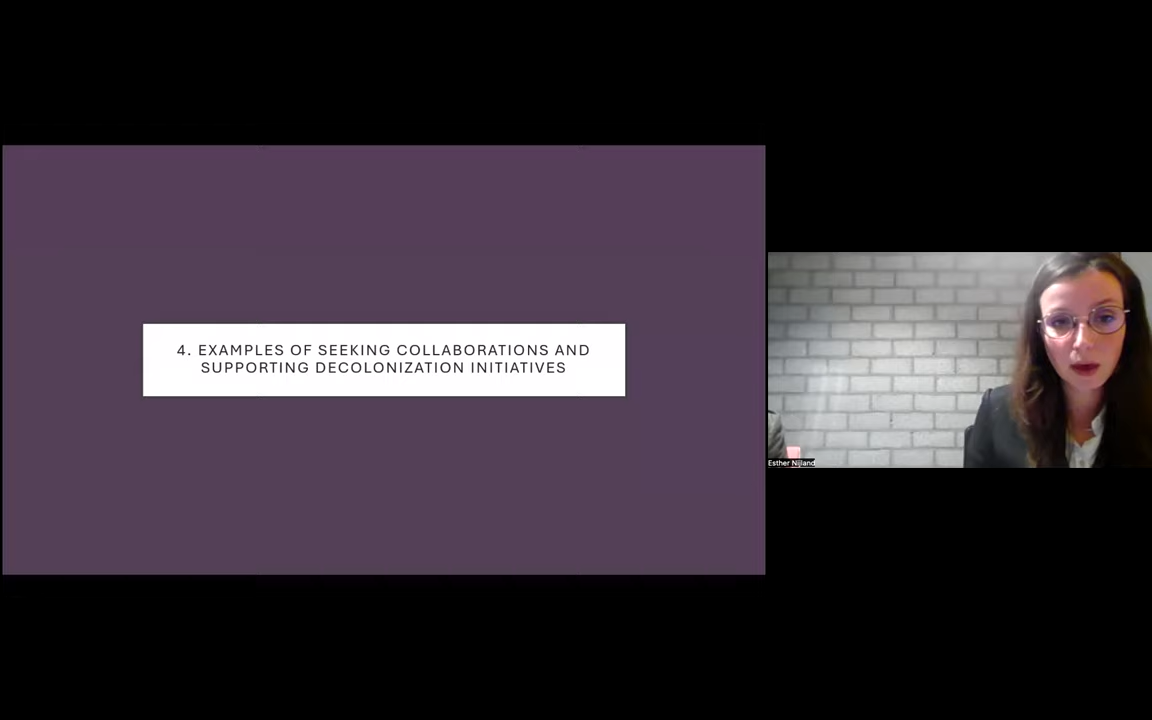 4. EXAMPLES OF SEEKING COLLABORATIONS AND
SUPPORTING DECOLONIZATION INITIATIVES
Esther Nijland